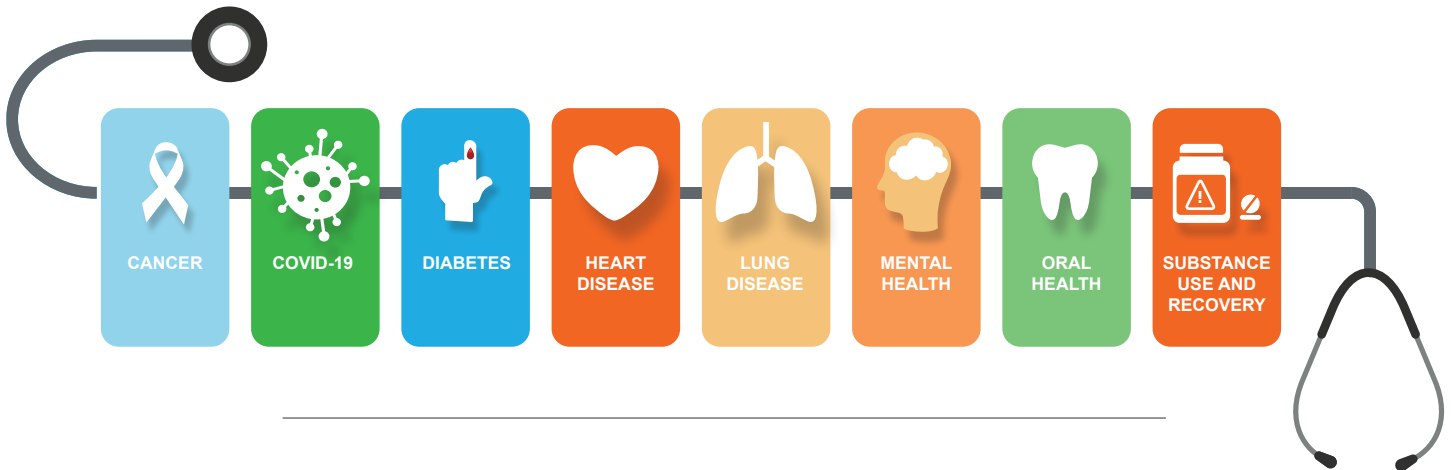 CANCER
COVID-19
DIABETES
HEART
DISEASE
LUNG
DISEASE
MENTAL
HEALTH
ORAL
HEALTH
SUBSTANCE
USE AND
RECOVERY